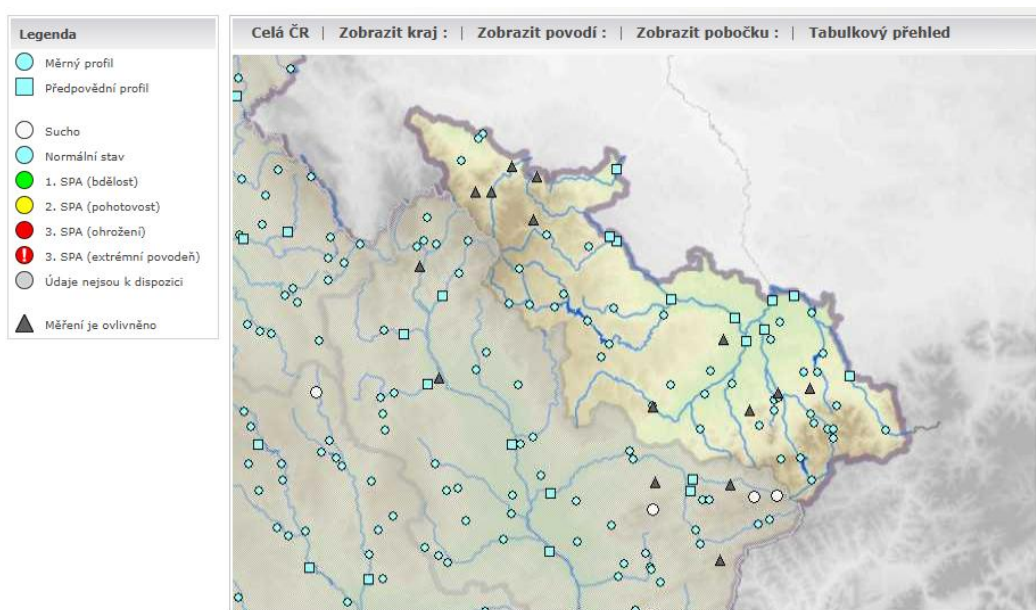 Legenda
Měrný profil
Předpovědní profil
Sucho
Normální stav
1. SPA (bdělost)
2. SPA (pohotovost)
3. SPA (ohrožení)
3. SPA (extrémní povodeň)
Údaje nejsou k dispozici
Měření je ovlivněno
Celá ČR | Zobrazit kraj : | Zobrazit povodí : | Zobrazit pobočku : | Tabulkový přehled